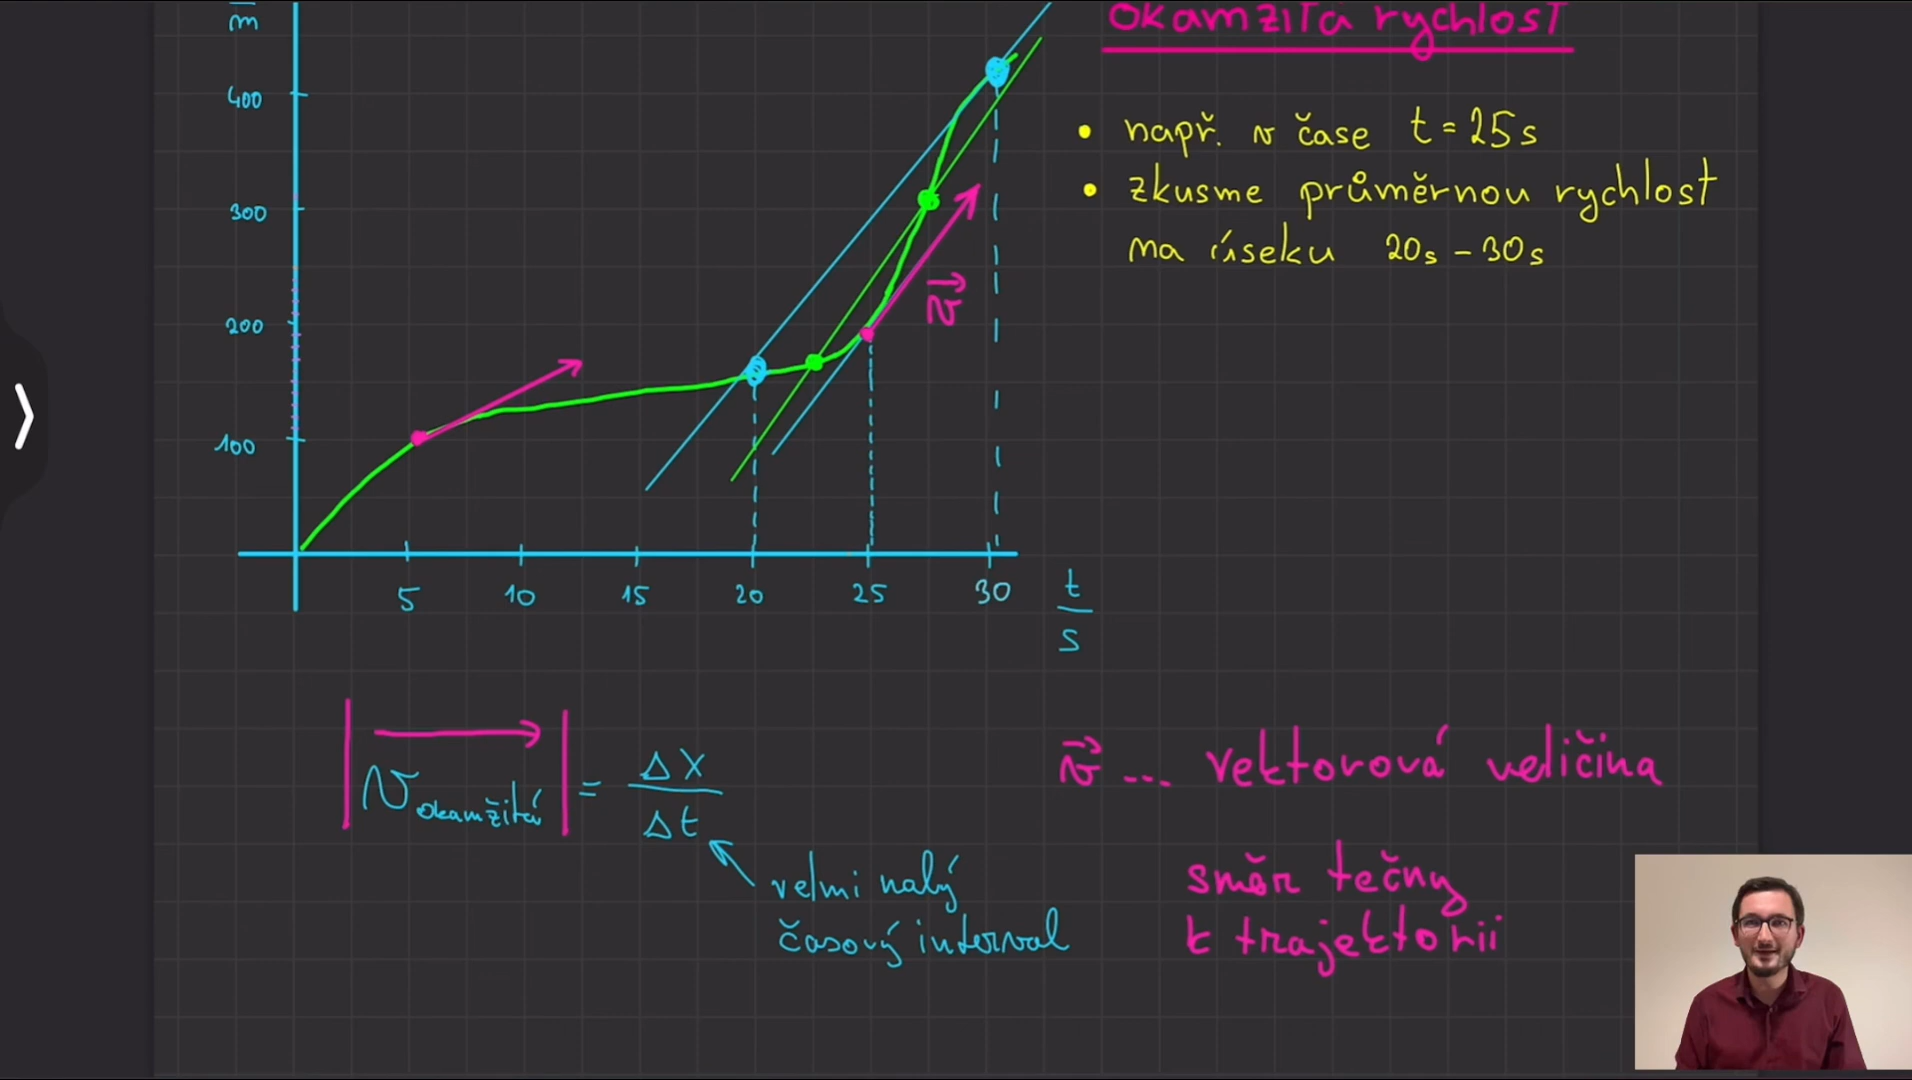 m
okamžitá rychlost
400
• např. v čase t = 25s
300
• zkusme průměrnou rychlost
na úseku 20s - 30s
v
200
100
5 10 15 20 25 30 t
s
|v okamžitá| = Δx
Δt
velmi malý
časový interval
v ... vektorová veličina
směr tečny
k trajektorii